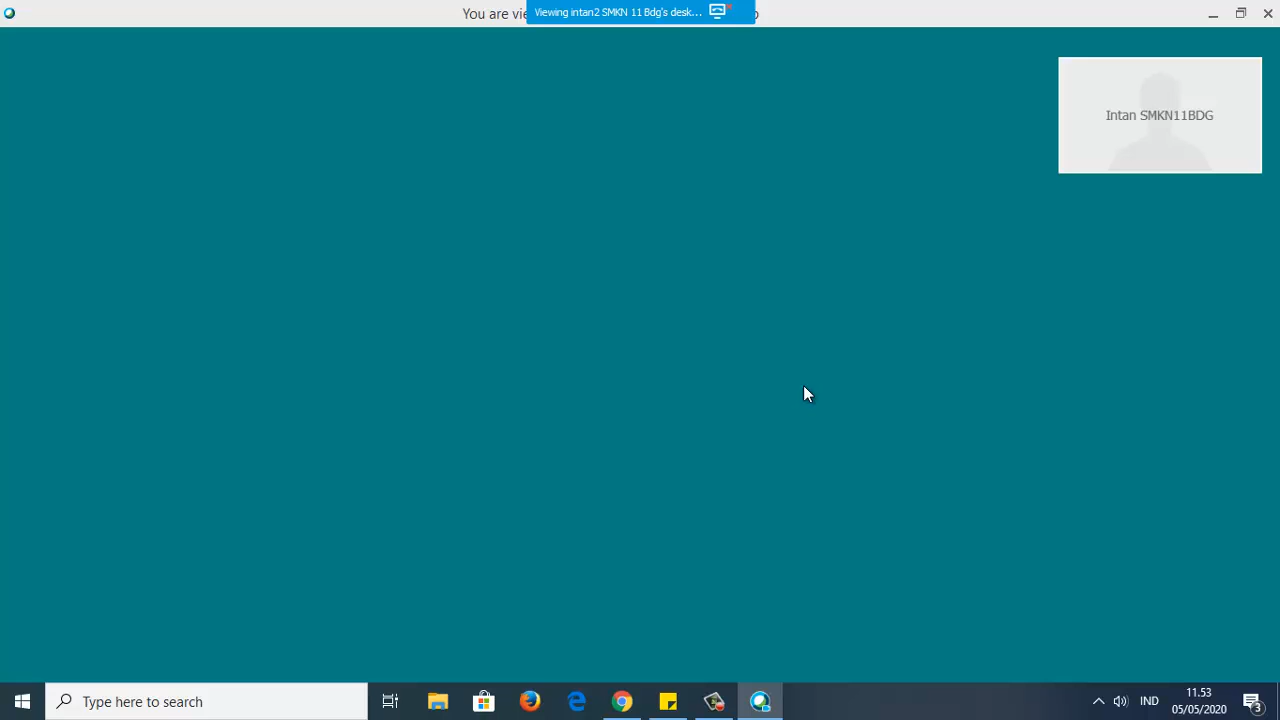 You are vie
Viewing intan2 SMKN 11 Bdg's desk...
Intan SMKN11BDG
Type here to search
IND
11.53
05/05/2020
3